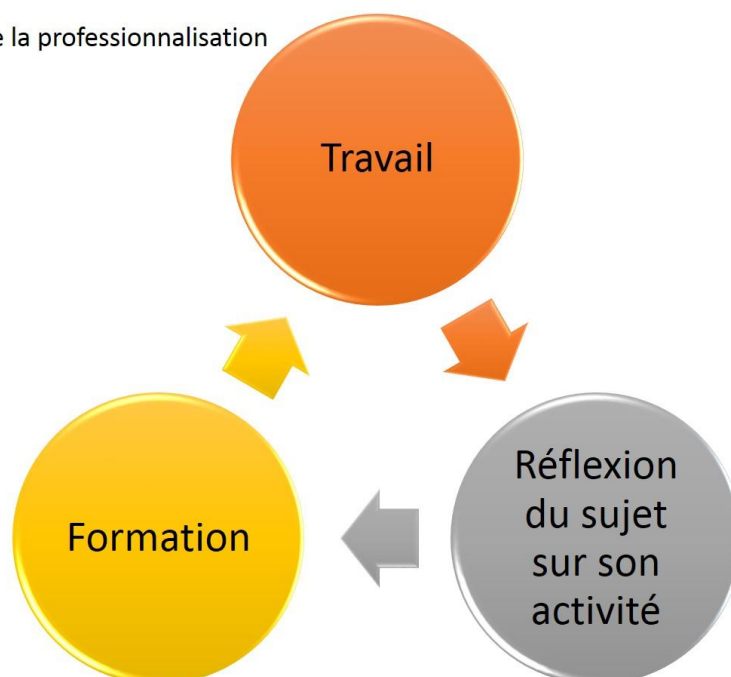 la professionnalisation
Travail
Formation
Réflexion
du sujet
sur son
activité